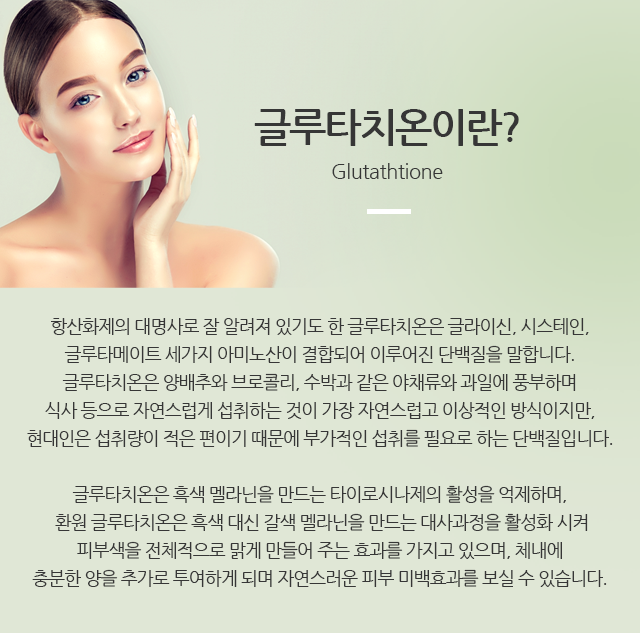 글루타치온이란?
Glutathtione
항산화제의 대명사로 잘 알려져 있기도 한 글루타치온은 글라이신, 시스테인,
글루타메이트 세가지 아미노산이 결합되어 이루어진 단백질을 말합니다.
글루타치온은 양배추와 브로콜리, 수박과 같은 야채류와 과일에 풍부하며
식사 등으로 자연스럽게 섭취하는 것이 가장 자연스럽고 이상적인 방식이지만,
현대인은 섭취량이 적은 편이기 때문에 부가적인 섭취를 필요로 하는 단백질입니다.
글루타치온은 흑색 멜라닌을 만드는 타이로시나제의 활성을 억제하며,
환원 글루타치온은 흑색 대신 갈색 멜라닌을 만드는 대사과정을 활성화 시켜
피부색을 전체적으로 맑게 만들어 주는 효과를 가지고 있으며, 체내에
충분한 양을 추가로 투여하게 되며 자연스러운 피부 미백효과를 보실 수 있습니다.